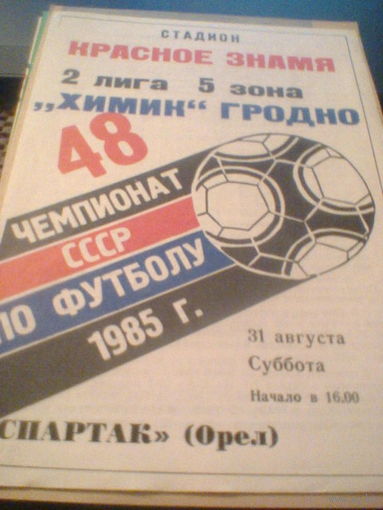 СТАДИОН
КРАСНОЕ ЗНАМЯ
2 лига 5 зона
„ХИМИК“ ГРОДНО
48
ЧЕМПИОНАТ
СССР
ПО ФУТБОЛУ
1985 г.
31 августа
Суббота
Начало в 16.00
СПАРТАК» (Орел)